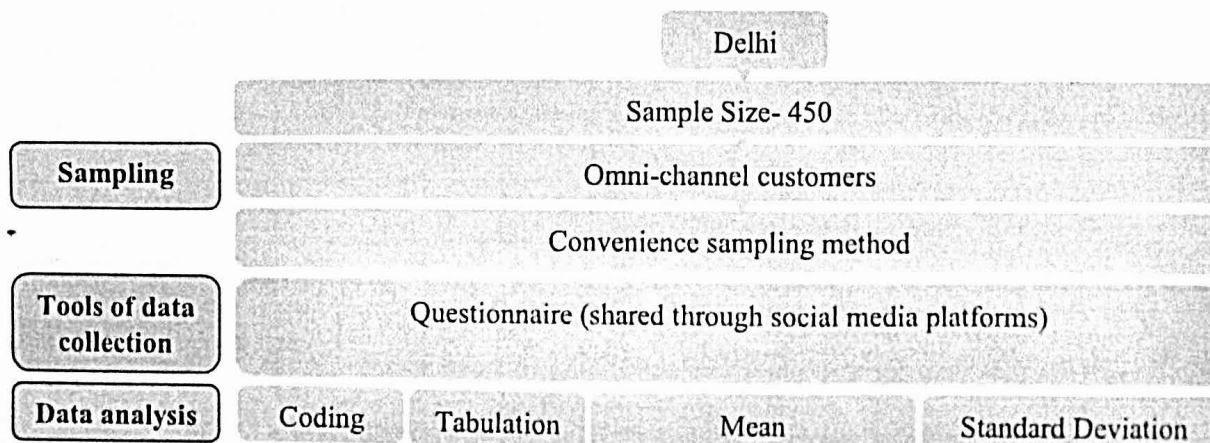 Delhi
Sample Size- 450
Sampling
Omni-channel customers
Convenience sampling method
Tools of data
collection
Questionnaire (shared through social media platforms)
Data analysis
Coding
Tabulation
Mean
Standard Deviation